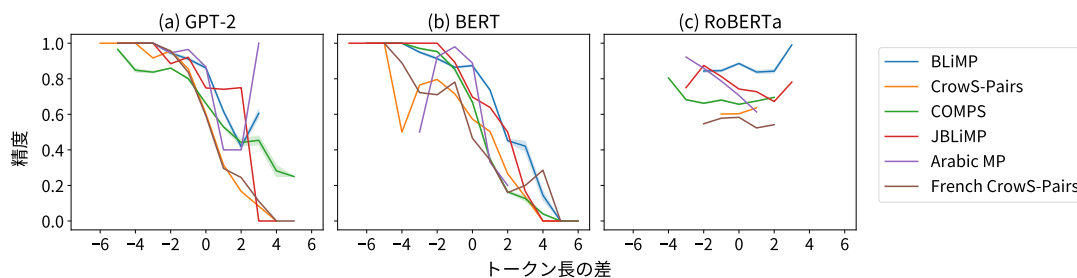 (a) GPT-2
(b) BERT
(c) RoBERTa
精度
1.0
0.8
0.6
0.4
0.2
0.0
−6 −4 −2 0 2 4 6
−6 −4 −2 0 2 4 6
−6 −4 −2 0 2 4 6
トークン長の差
BLiMP
CrowS-Pairs
COMPS
JBLiMP
Arabic MP
French CrowS-Pairs